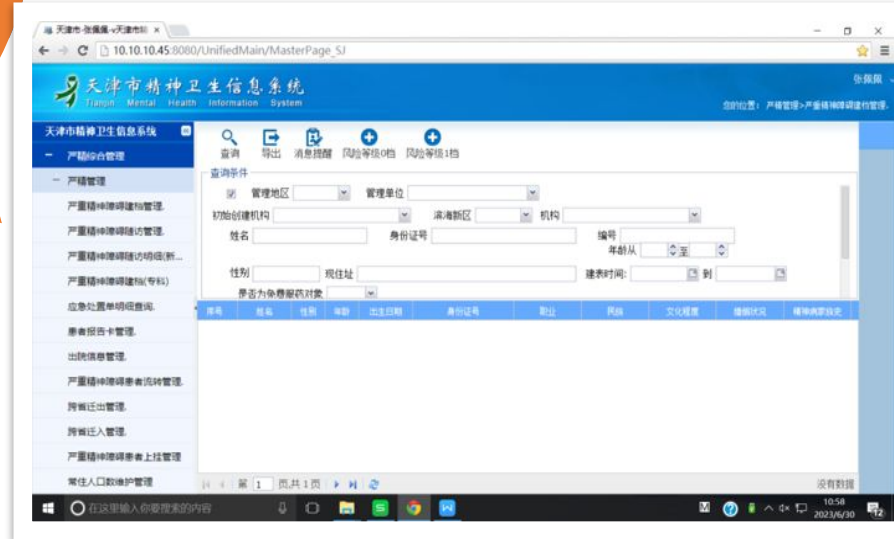 天津市-张佩佩-v天津市精
10.10.10.45:8080/UnifiedMain/MasterPage_SJ
天津市精神卫生信息系统
Tianjin Mental Health Information System
张佩佩
您的位置: 严精管理>严重精神障碍建档管理.
天津市精神卫生信息系统
严精综合管理
严精管理
严重精神障碍建档管理.
严重精神障碍随访管理.
严重精神障碍随访明细(新...
严重精神障碍建档(专科)
应急处置单明细查询.
患者报告卡管理.
出院信息管理.
严重精神障碍患者流转管理.
跨省迁出管理.
跨省迁入管理.
严重精神障碍患者上挂管理
常住人口数维护管理
查询 导出 消息提醒 风险等级0档 风险等级1档
查询条件
管理地区 管理单位
初始创建机构 滨海新区 机构
姓名 身份证号 编号
年龄从 至
性别 现住址 建表时间: 到
是否为免费服药对象
序号 姓名 性别 年龄 出生日期 身份证号 职业 民族 文化程度 婚姻状况 精神病家族史
第 1 页,共 1 页 没有数据
在这里输入你要搜索的内容
10:58
2023/6/30
12